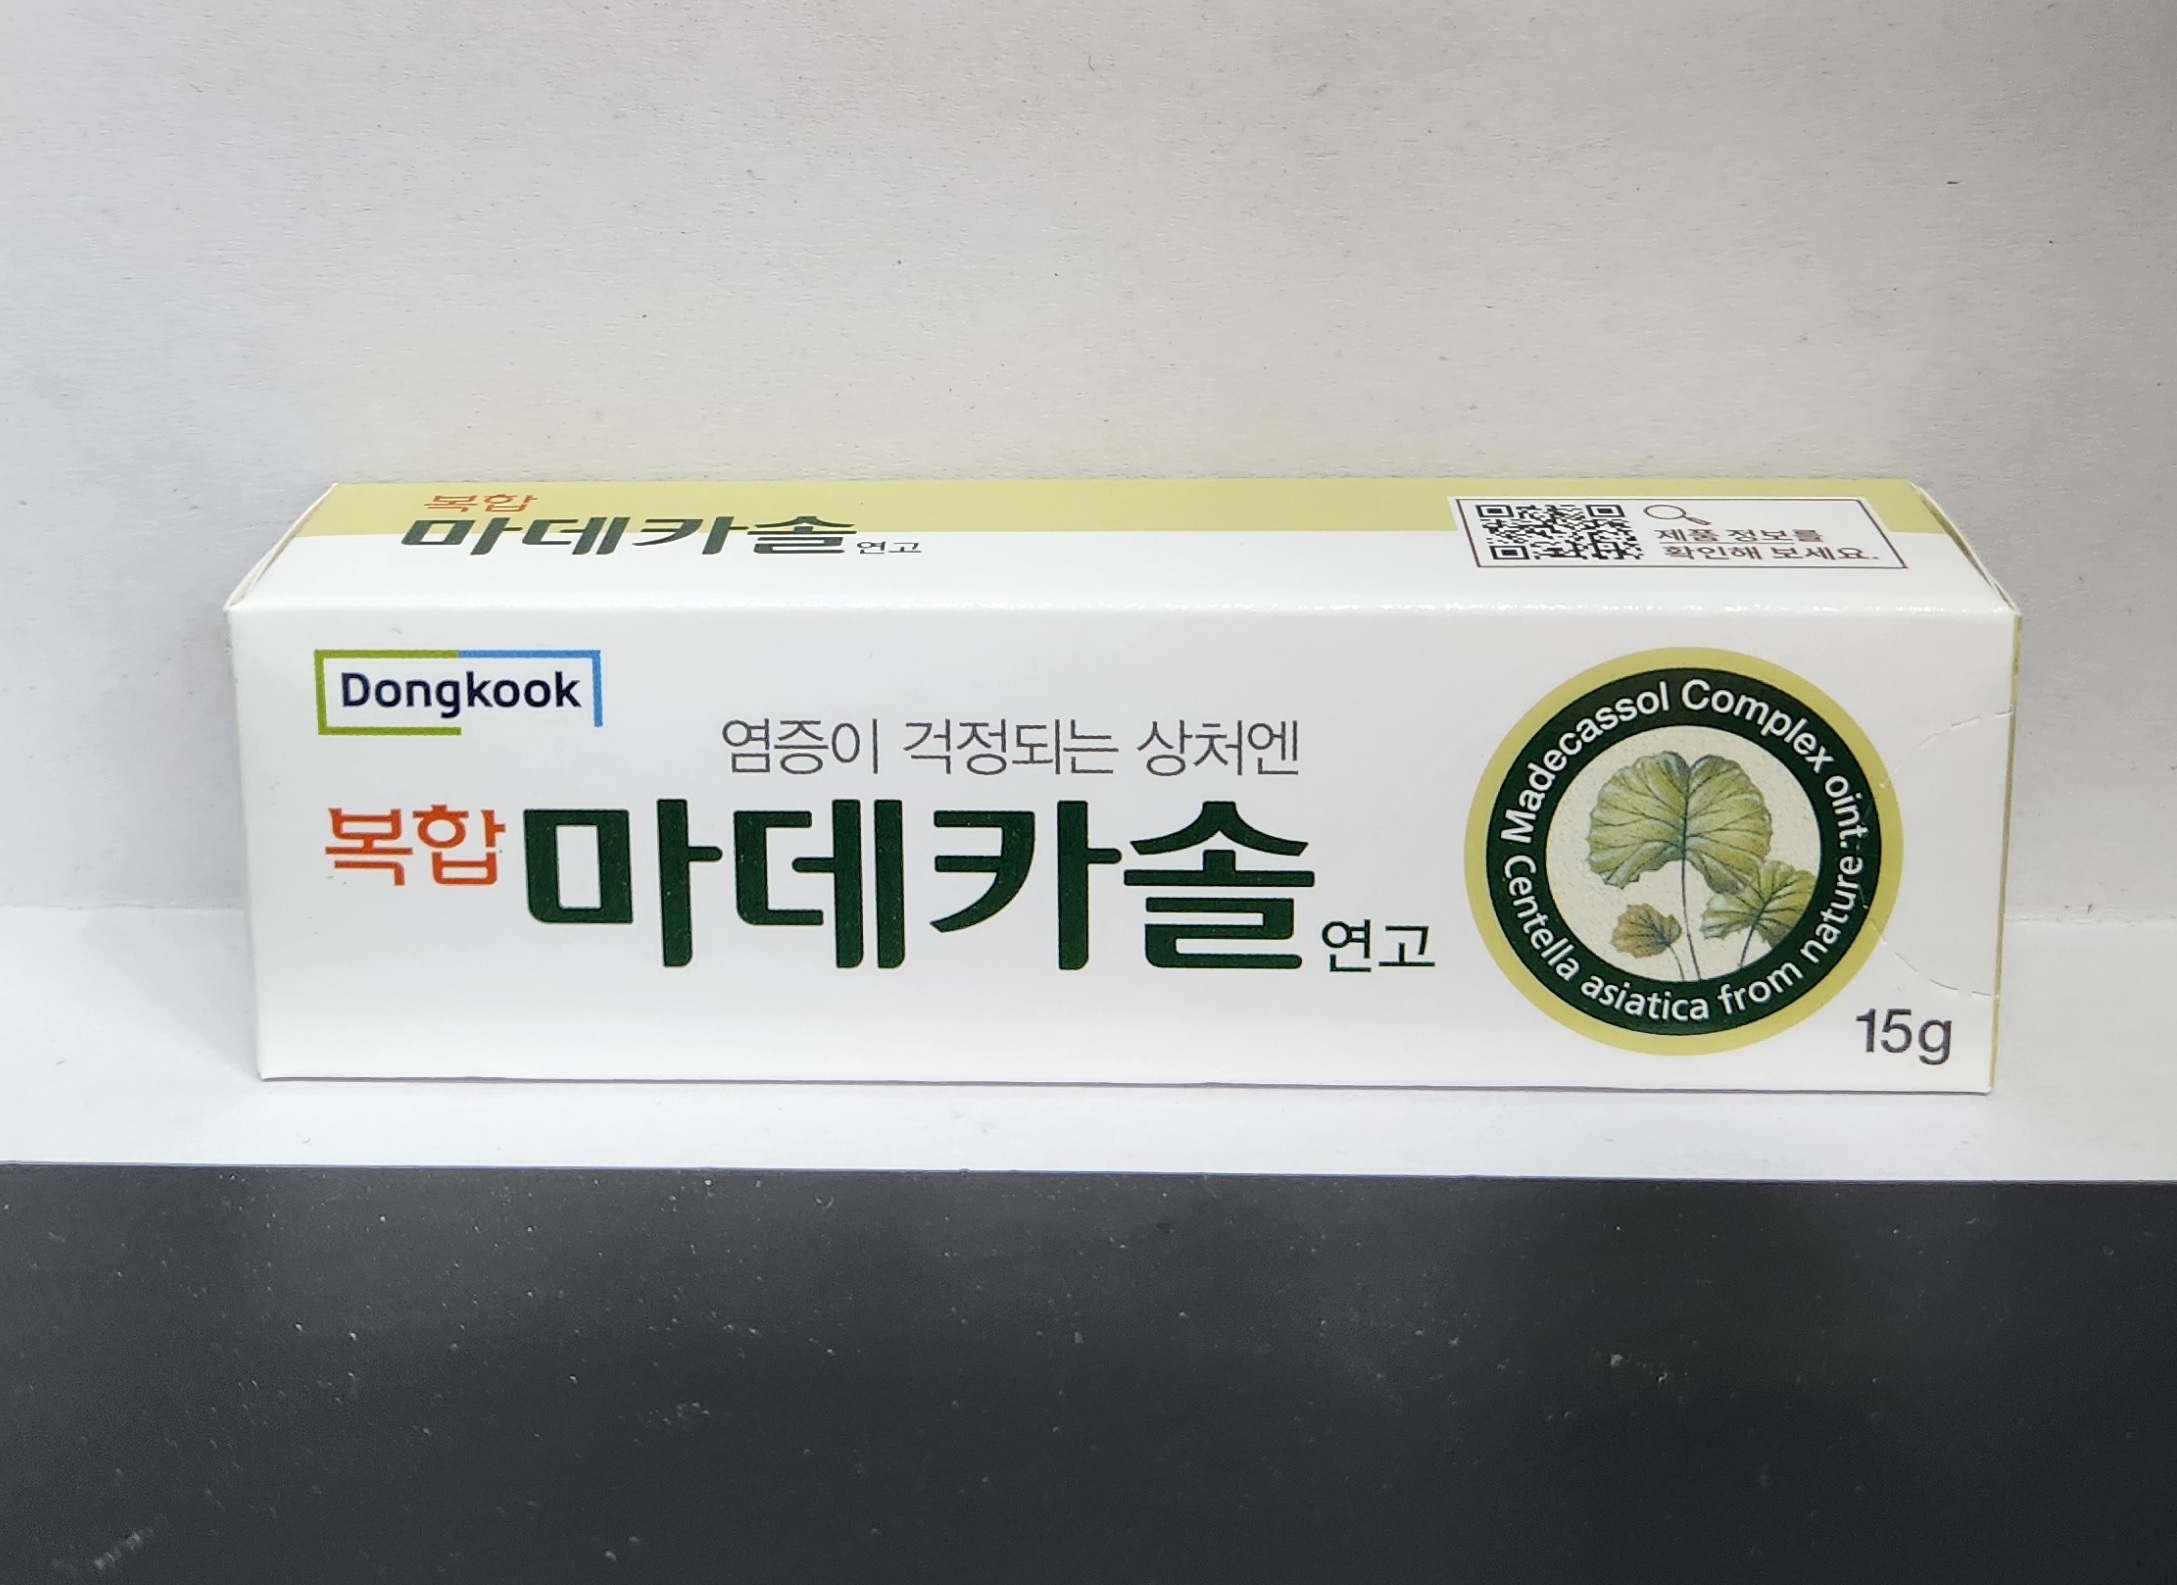 복합
마데카솔 연고
제품 정보를
확인해 보세요.
Dongkook
염증이 걱정되는 상처엔
복합 마데카솔 연고
Madecassol Complex oint.
Centella asiatica from nature
15g